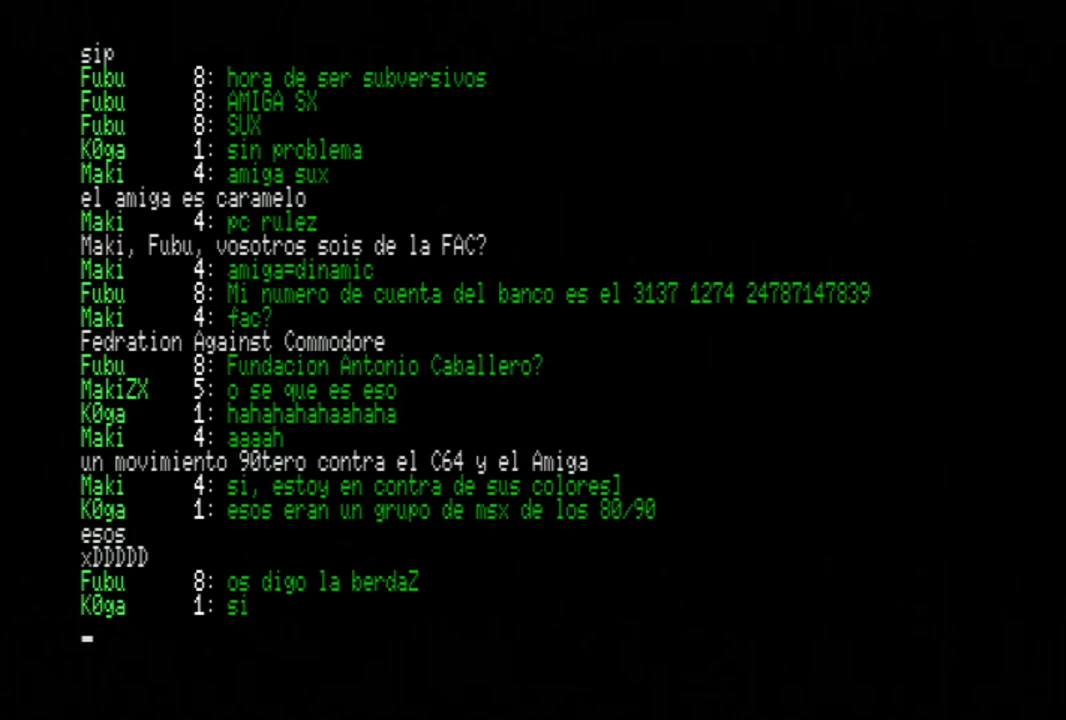 sip
Fubu 8: hora de ser subversivos
Fubu 8: AMIGA SX
Fubu 8: SUX
K0ga 1: sin problema
Maki 4: amiga sux
el amiga es caramelo
Maki 4: pc rulez
Maki, Fubu, vosotros sois de la FAC?
Maki 4: amiga=dinamic
Fubu 8: Mi numero de cuenta del banco es el 3137 1274 24787147839
Maki 4: fac?
Fedration Against Commodore
Fubu 8: Fundacion Antonio Caballero?
MakiZX 5: o se que es eso
K0ga 1: hahahahahaahaha
Maki 4: aaaah
un movimiento 90tero contra el C64 y el Amiga
Maki 4: si, estoy en contra de sus colores]
K0ga 1: esos eran un grupo de msx de los 80/90
esos
xDDDDD
Fubu 8: os digo la berdaZ
K0ga 1: si